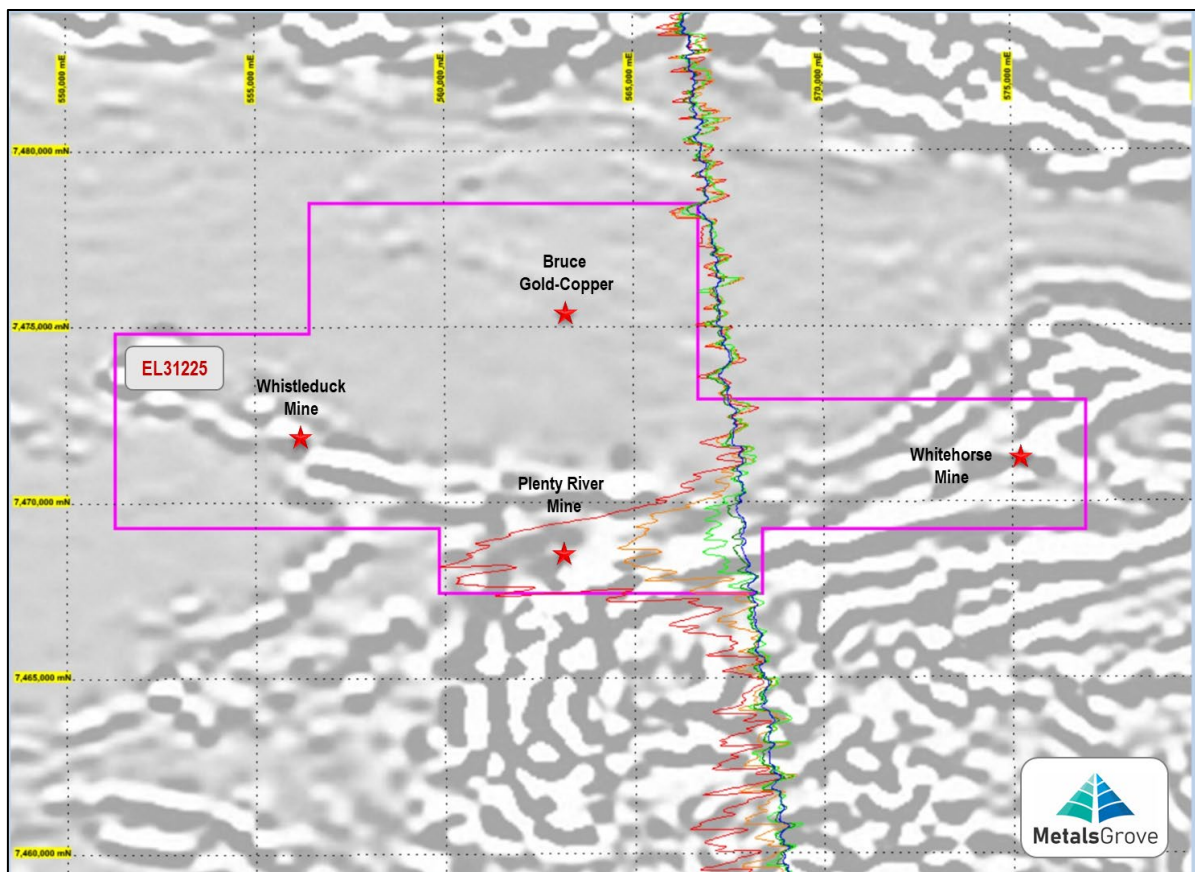 550,000 mE
555,000 mE
560,000 mE
565,000 mE
570,000 mE
575,000 mE
7,480,000 mN
Bruce
Gold-Copper
7,475,000 mN
EL31225
Whistleduck
Mine
Whitehorse
Mine
Plenty River
Mine
7,470,000 mN
7,465,000 mN
7,460,000 mN
MetalsGrove